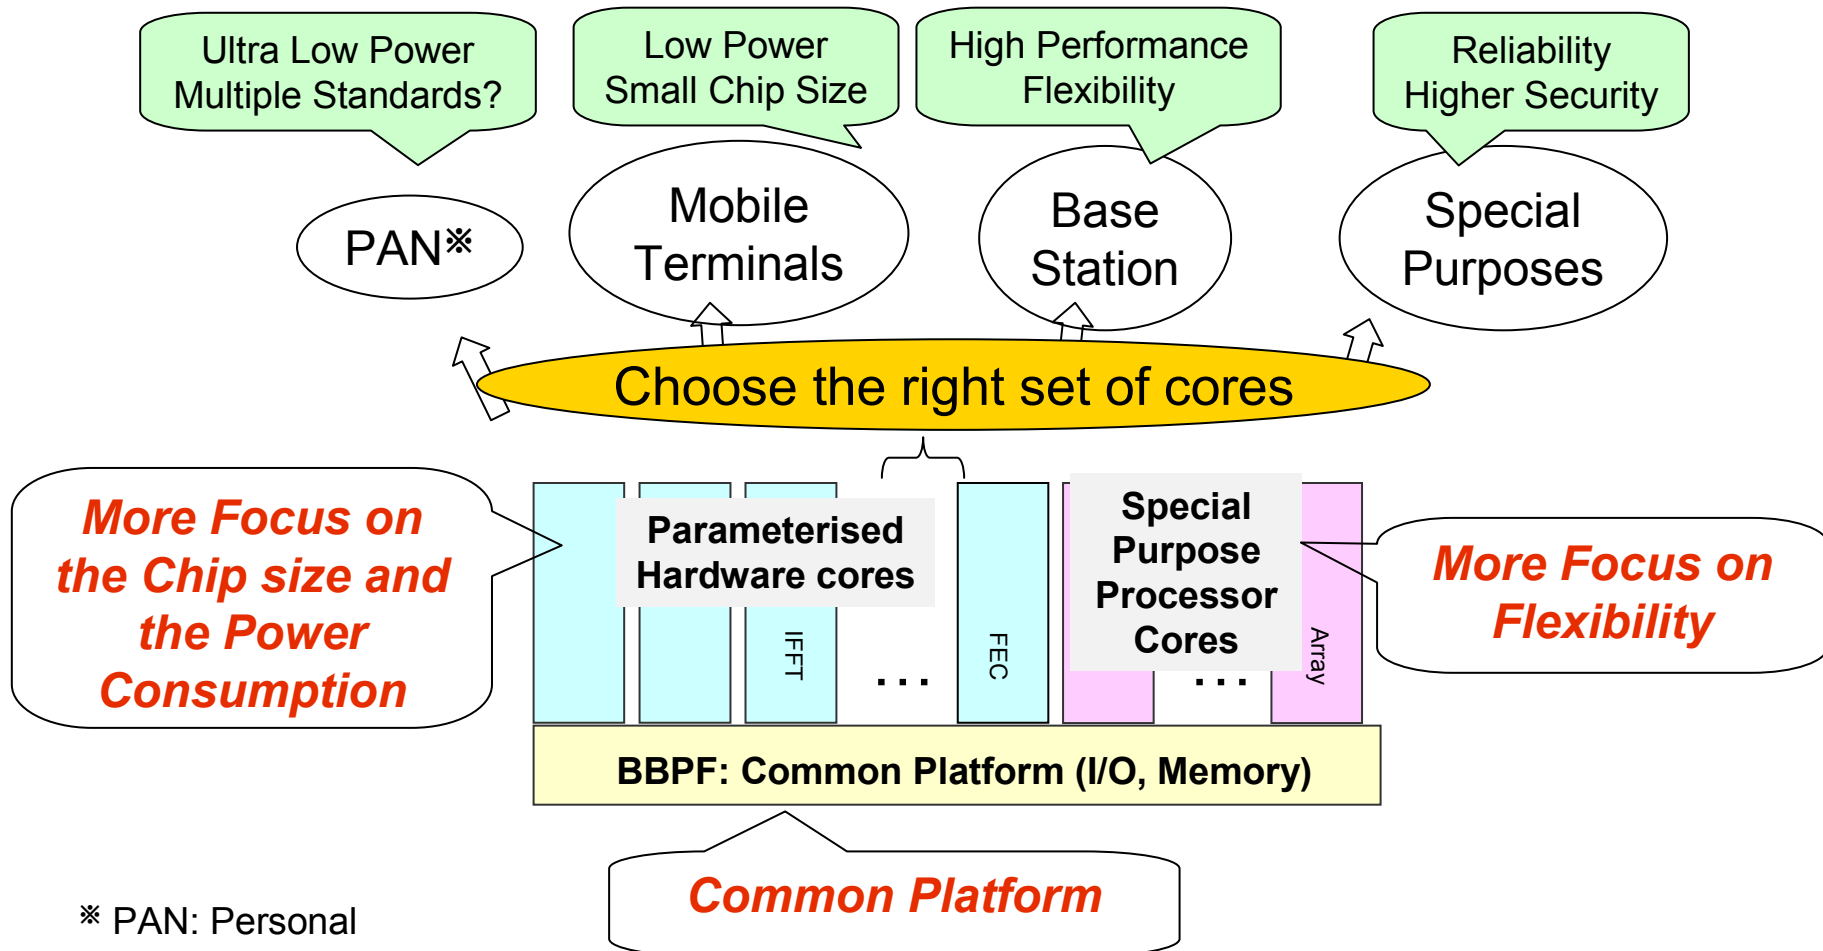 Ultra Low Power
Multiple Standards?
Low Power
Small Chip Size
High Performance
Flexibility
Reliability
Higher Security
PAN※
Mobile
Terminals
Base
Station
Special
Purposes
Choose the right set of cores
More Focus on
the Chip size and
the Power
Consumption
Parameterised
Hardware cores
IFFT
...
FEC
Special
Purpose
Processor
Cores
...
Array
More Focus on
Flexibility
BBPF: Common Platform (I/O, Memory)
Common Platform
※ PAN: Personal